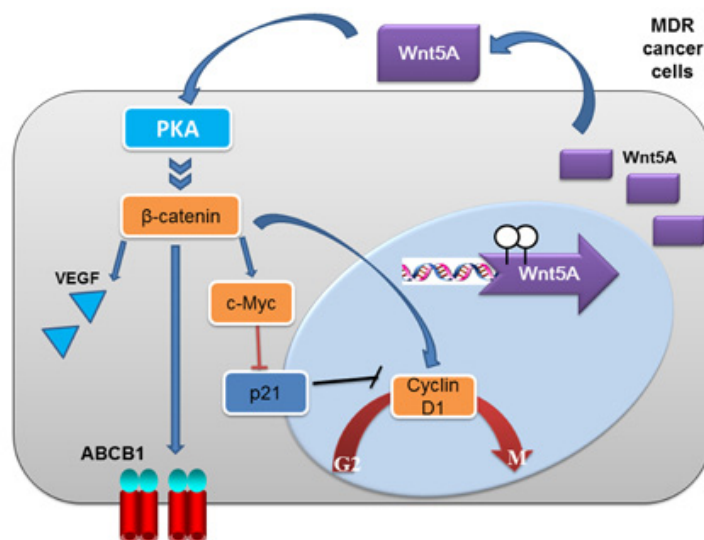 MDR
cancer
cells
Wnt5A
PKA
Wnt5A
β-catenin
Wnt5A
VEGF
c-Myc
p21
Cyclin
D1
ABCB1
G2
M